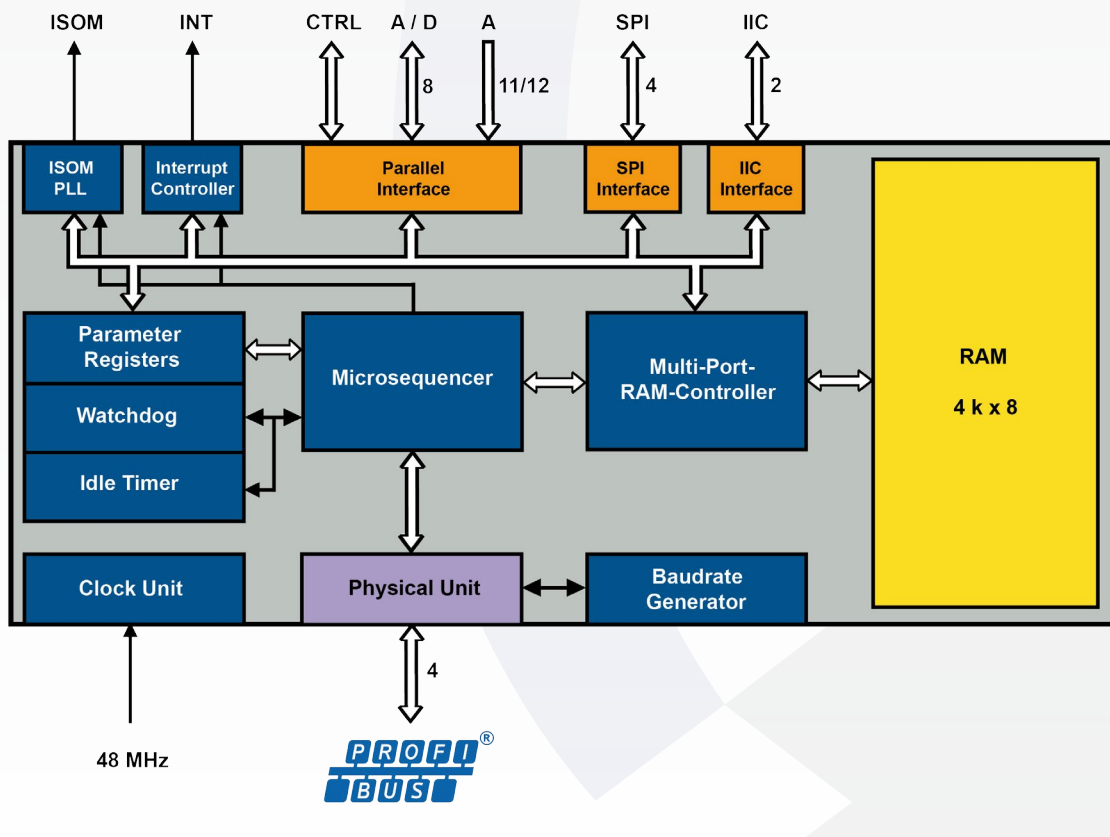 ISOM INT CTRL A / D A SPI IIC
8 11/12 4 2
ISOM
PLL
Interrupt
Controller
Parallel
Interface
SPI
Interface
IIC
Interface
Parameter
Registers
Microsequencer
Multi-Port-
RAM-Controller
RAM
4 k x 8
Watchdog
Idle Timer
Clock Unit
Physical Unit
Baudrate
Generator
4
48 MHz
PROFI®
BUS